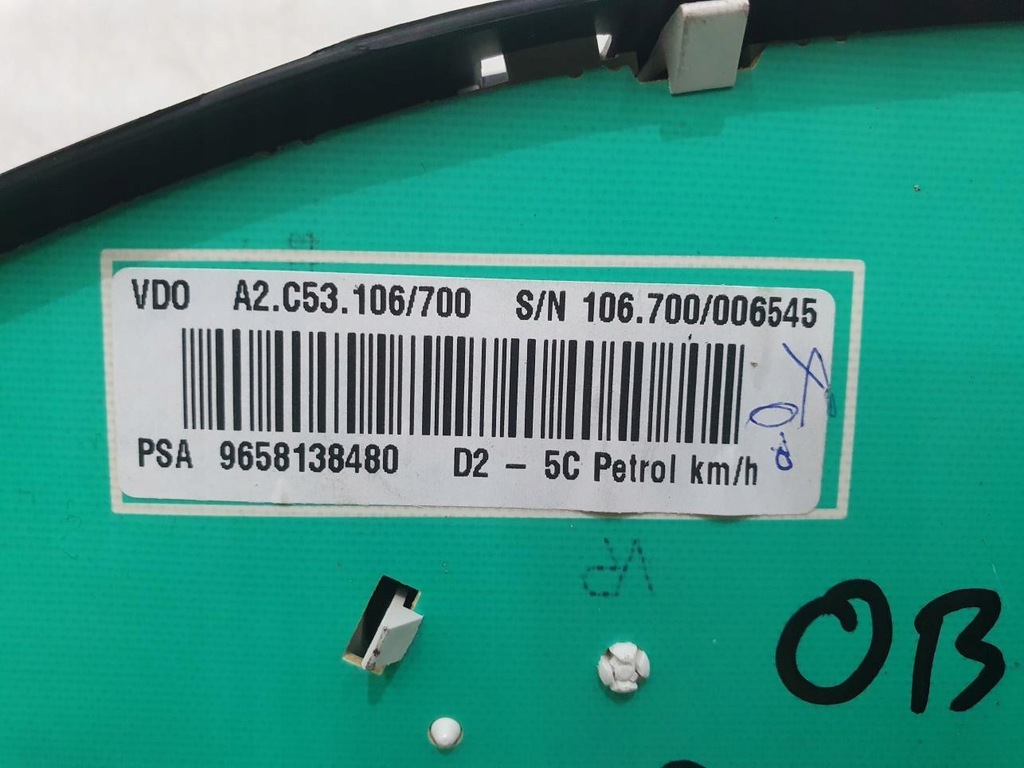 VDO A2.C53.106/700 S/N 106.700/006545
PSA 9658138480 D2 - 5C Petrol km/h
OB